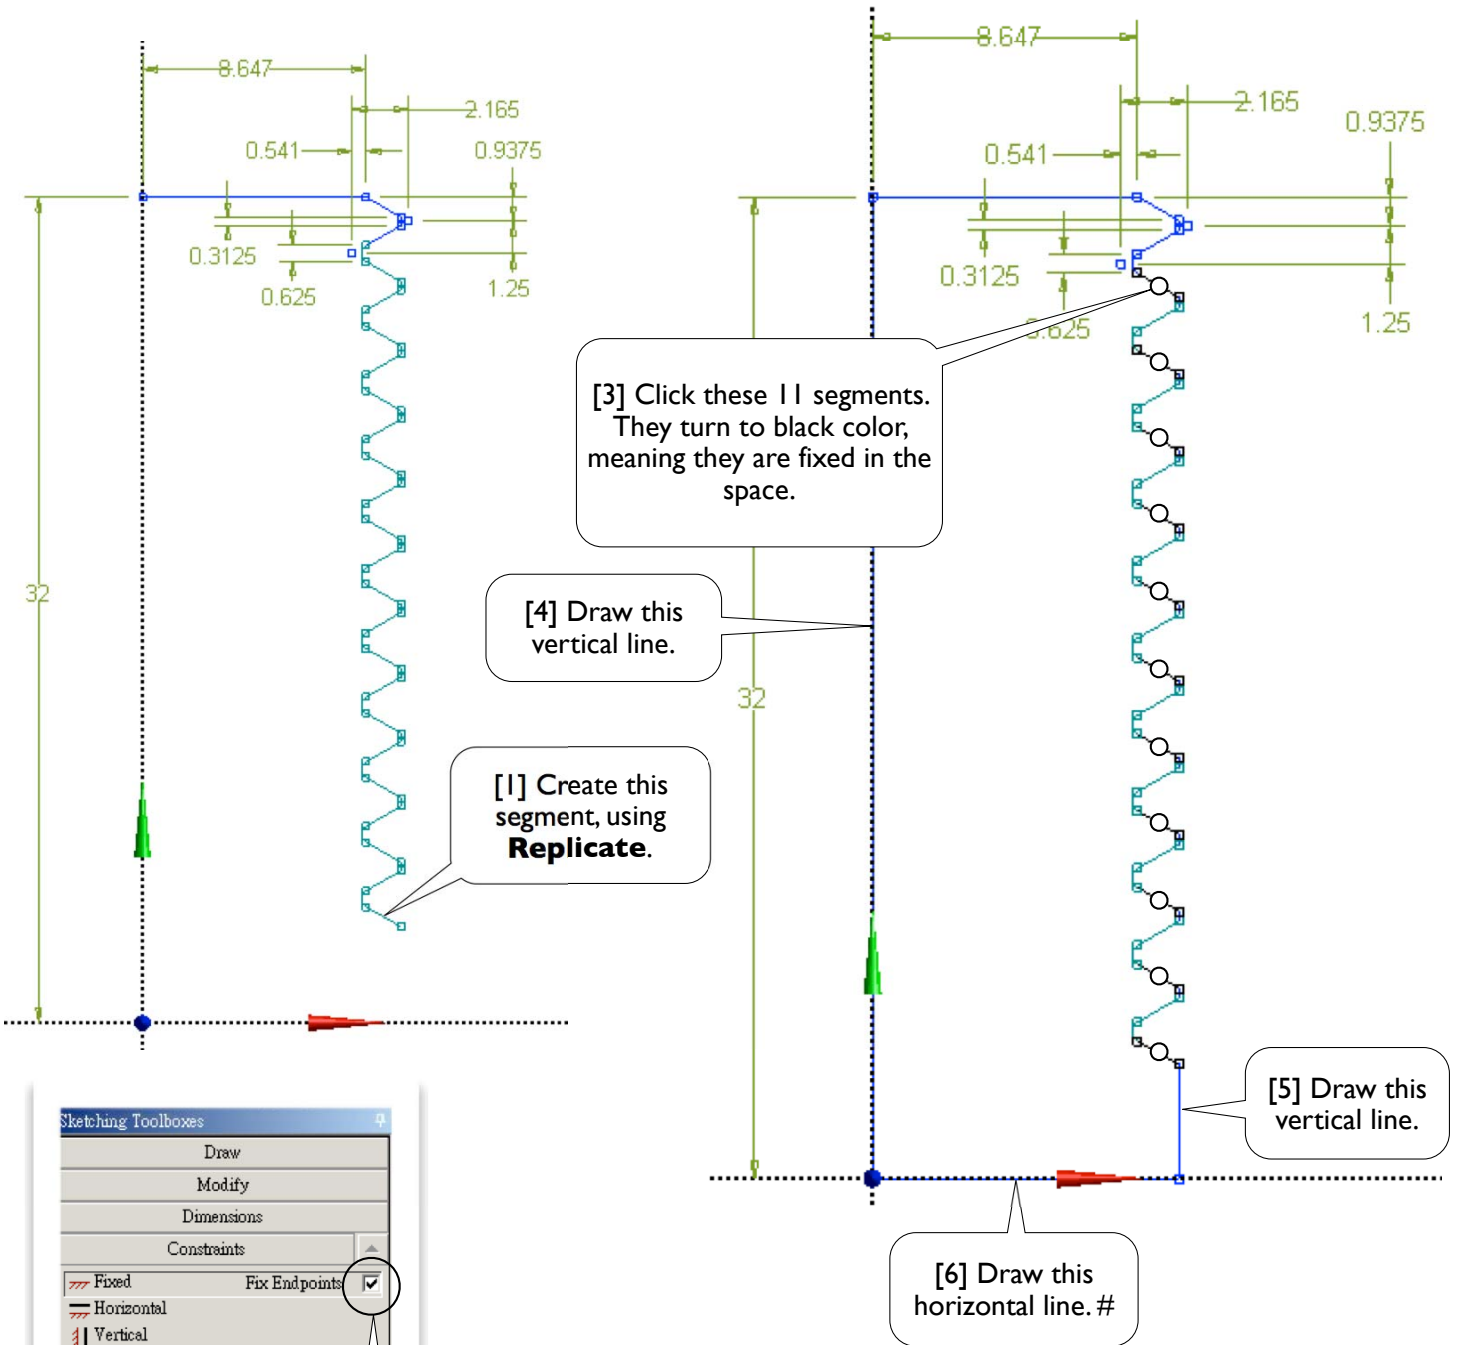 8.647
2.165
0.541
0.9375
0.3125
0.625
1.25
32
[1] Create this
segment, using
Replicate.
8.647
2.165
0.9375
0.541
0.3125
0.625
1.25
[3] Click these 11 segments.
They turn to black color,
meaning they are fixed in the
space.
[4] Draw this
vertical line.
32
[5] Draw this
vertical line.
[6] Draw this
horizontal line. #
Sketching Toolboxes
Draw
Modify
Dimensions
Constraints
Fixed Fix Endpoints
Horizontal
Vertical